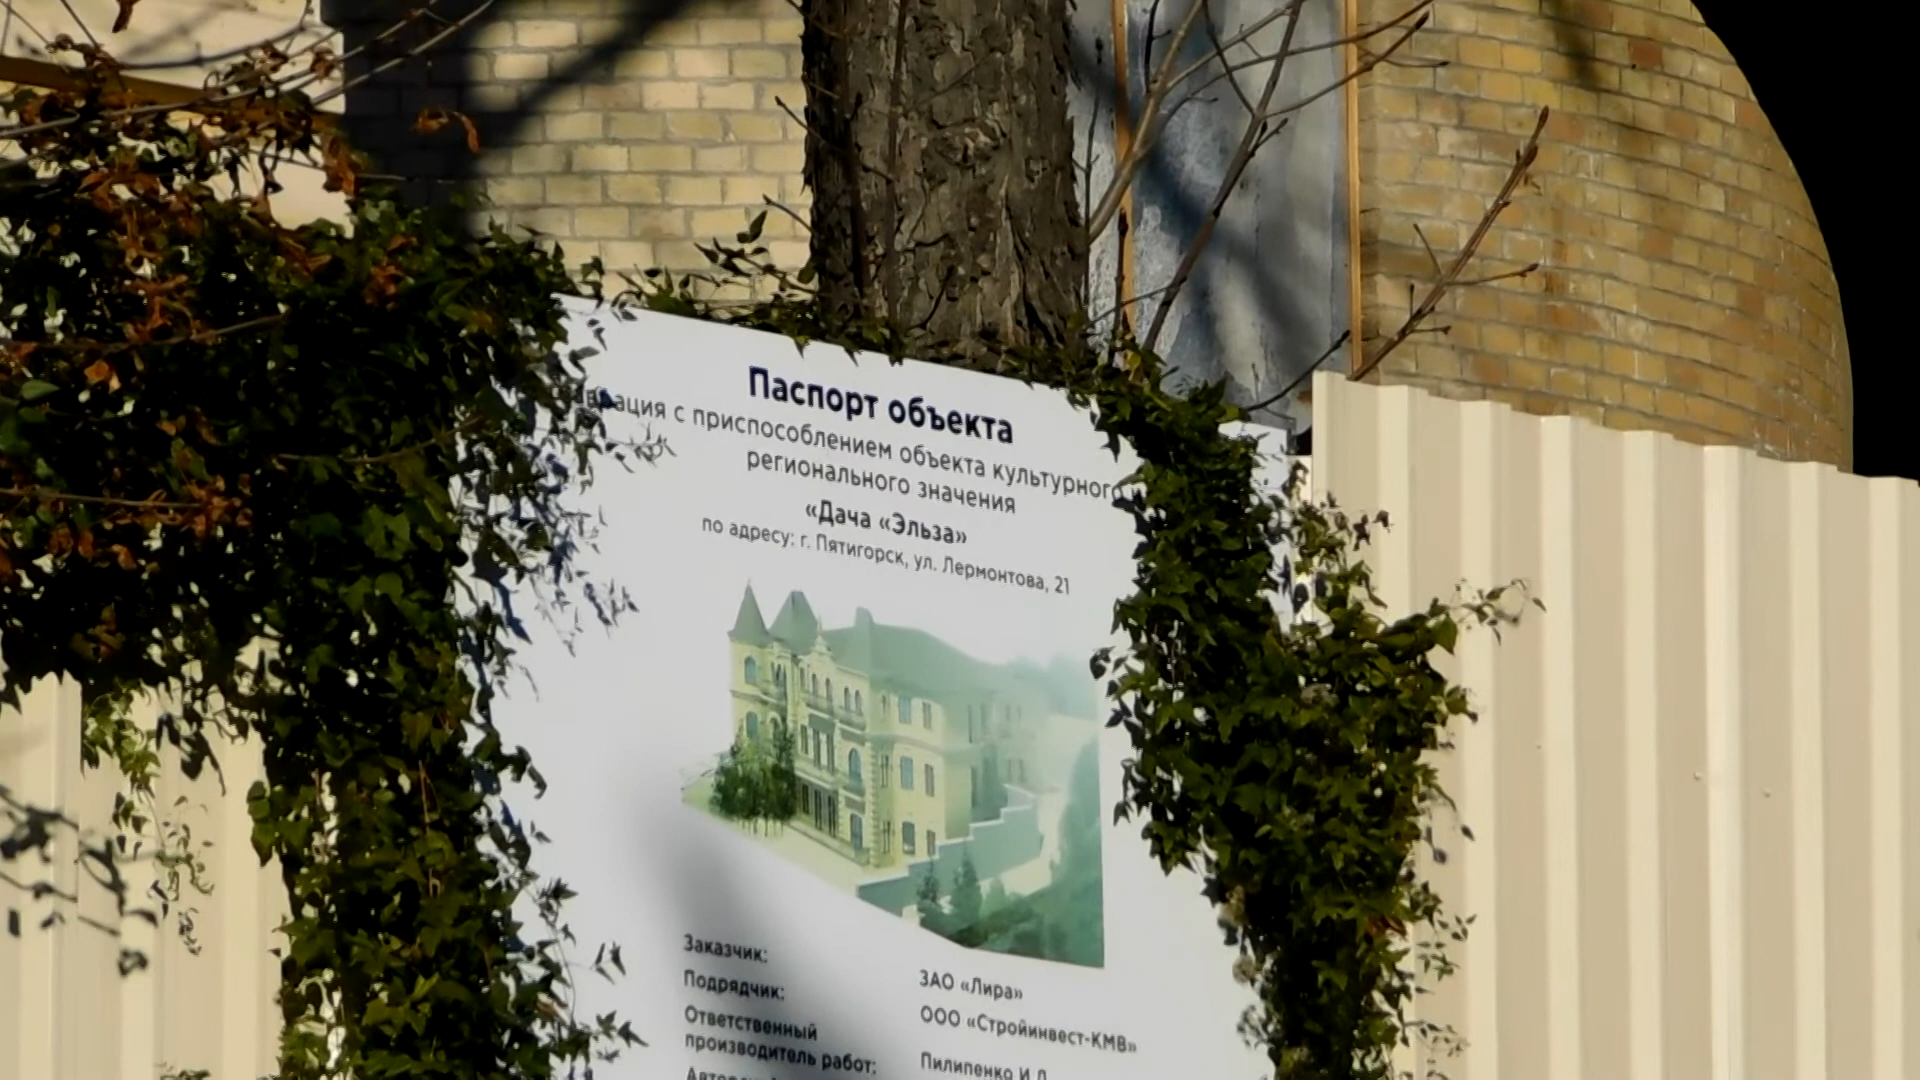 Паспорт объекта
с приспособлением объекта культурного
регионального значения
«Дача «Эльза»
по адресу: г. Пятигорск, ул. Лермонтова, 21
Заказчик: ЗАО «Лира»
Подрядчик: ООО «Стройинвест-КМВ»
Ответственный
производитель работ: Пилипенко И.Д.